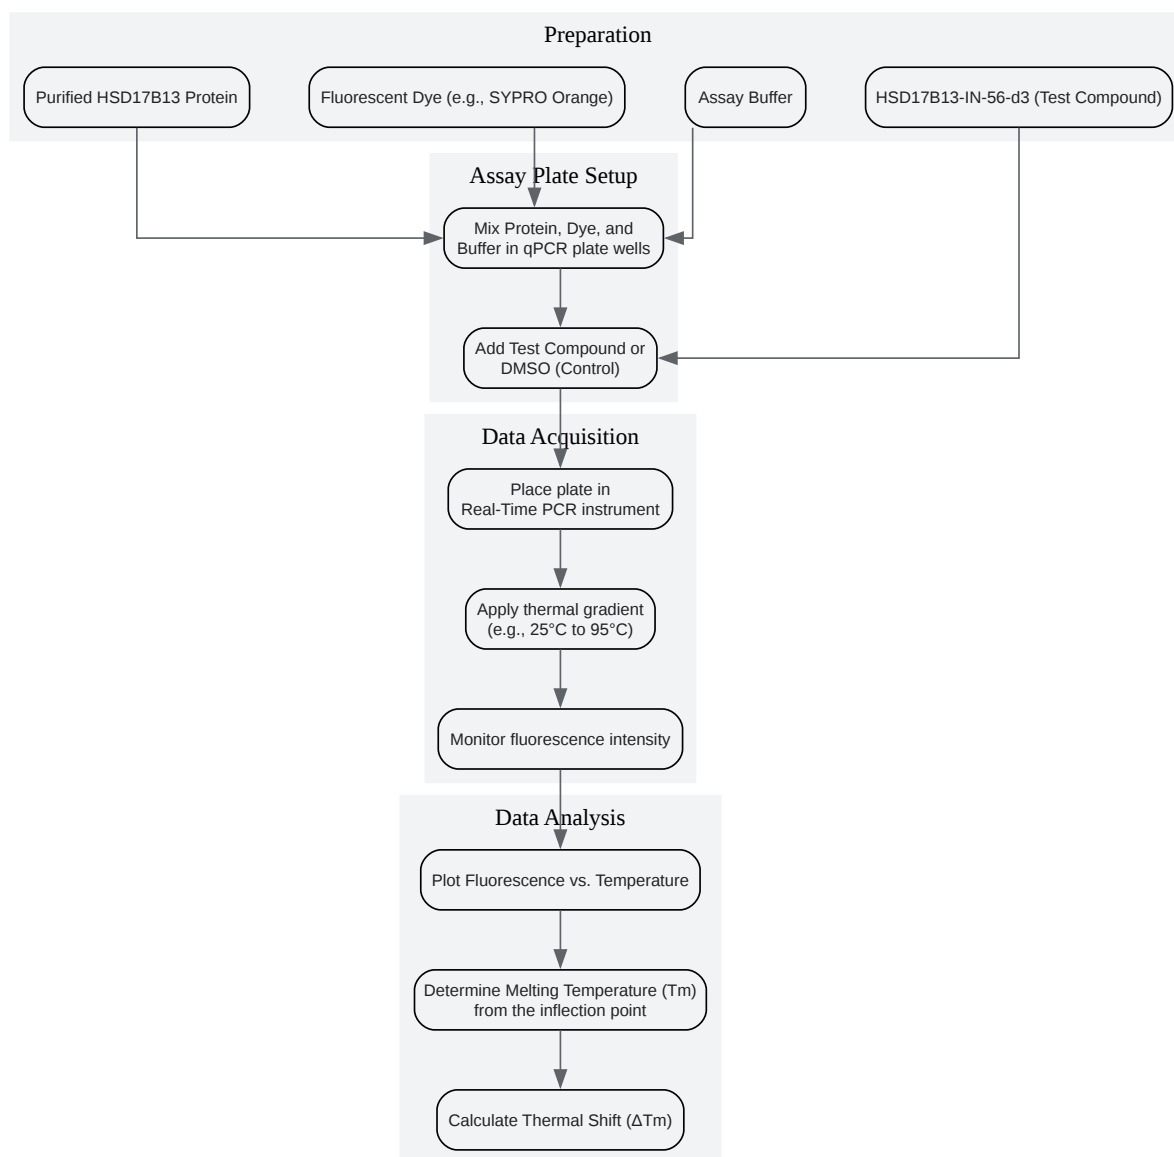 Preparation
Purified HSD17B13 Protein
Fluorescent Dye (e.g., SYPRO Orange)
Assay Buffer
HSD17B13-IN-56-d3 (Test Compound)
Assay Plate Setup
Mix Protein, Dye, and
Buffer in qPCR plate wells
Add Test Compound or
DMSO (Control)
Data Acquisition
Place plate in
Real-Time PCR instrument
Apply thermal gradient
(e.g., 25°C to 95°C)
Monitor fluorescence intensity
Data Analysis
Plot Fluorescence vs. Temperature
Determine Melting Temperature (Tm)
from the inflection point
Calculate Thermal Shift (ΔTm)